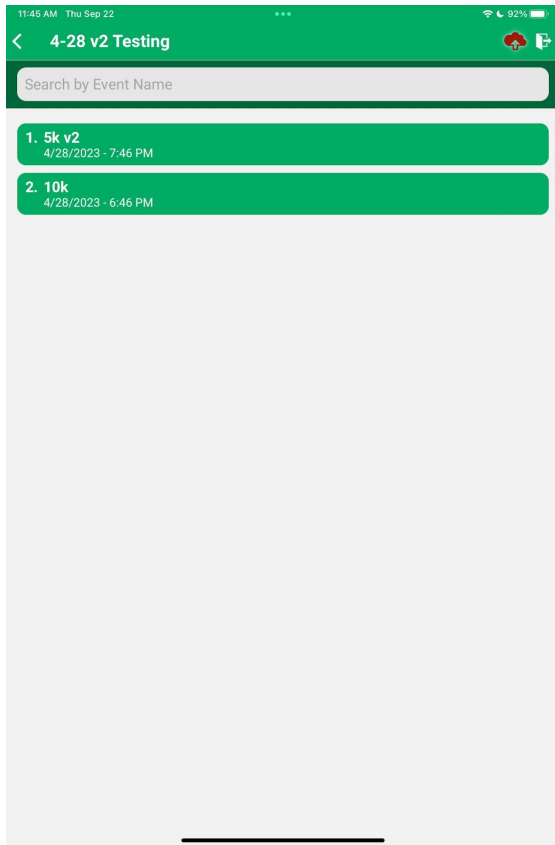 11:45 AM Thu Sep 22
92%
4-28 v2 Testing
Search by Event Name
1. 5k v2
4/28/2023 - 7:46 PM
2. 10k
4/28/2023 - 6:46 PM